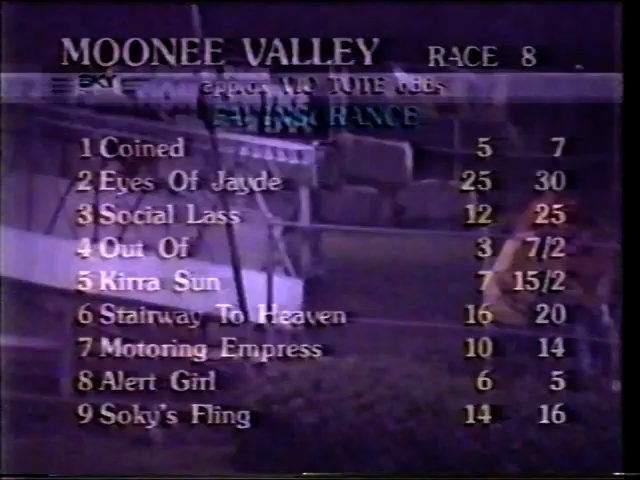 MOONEE VALLEY RACE 8
SKY approx VIC TOTE odds
RANCE
1 Coined 5 7
2 Eyes Of Jayde 25 30
3 Social Lass 12 25
4 Out Of 3 7/2
5 Kirra Sun 7 15/2
6 Stairway To Heaven 16 20
7 Motoring Empress 10 14
8 Alert Girl 6 5
9 Soky's Fling 14 16